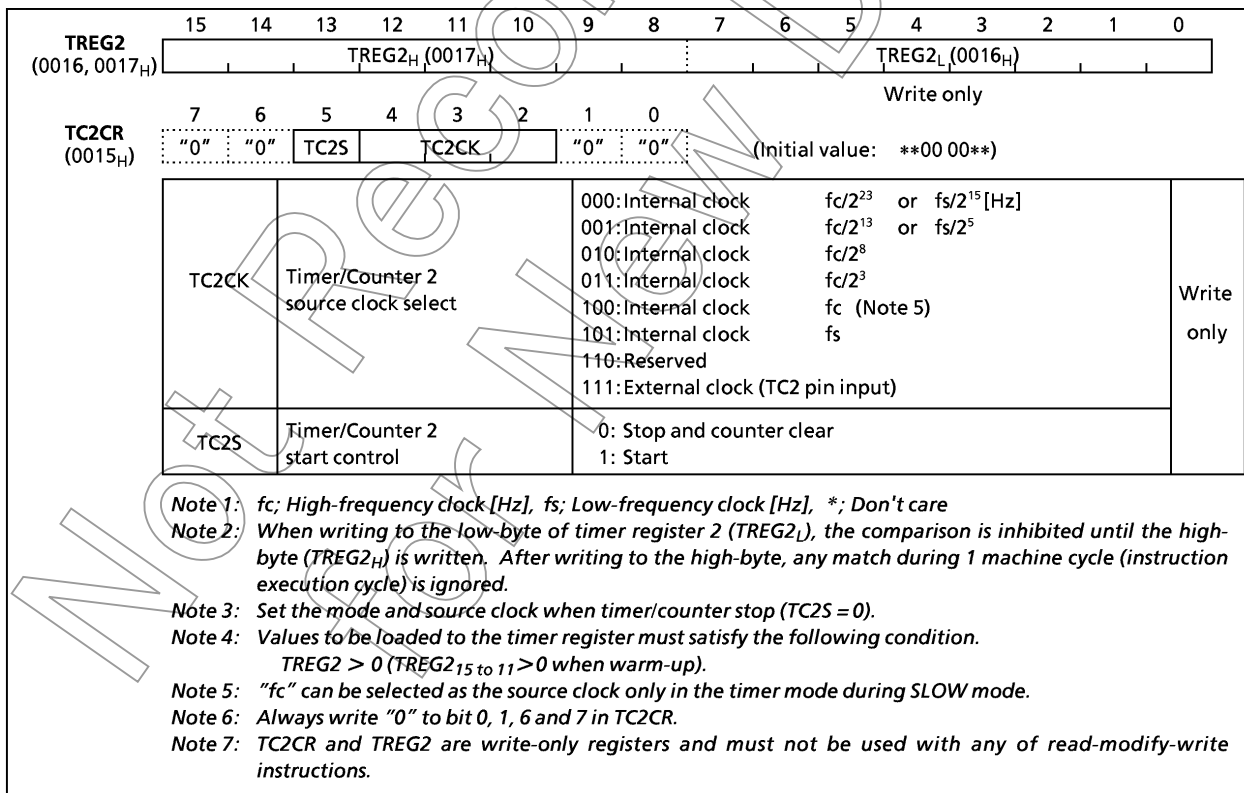 15 14 13 12 11 10 9 8 7 6 5 4 3 2 1 0
TREG2
(0016, 0017H)
TREG2H (0017H) TREG2L (0016H)
Write only
7 6 5 4 3 2 1 0
TC2CR
(0015H)
"0" "0" TC2S TC2CK "0" "0" (Initial value: **00 00**)
TC2CK
Timer/Counter 2
source clock select
000: Internal clock fc/2²³ or fs/2¹⁵ [Hz]
001: Internal clock fc/2¹³ or fs/2⁵
010: Internal clock fc/2⁸
011: Internal clock fc/2³
100: Internal clock fc (Note 5)
101: Internal clock fs
110: Reserved
111: External clock (TC2 pin input)
Write
only
TC2S
Timer/Counter 2
start control
0: Stop and counter clear
1: Start
Note 1: fc; High-frequency clock [Hz], fs; Low-frequency clock [Hz], *; Don't care
Note 2: When writing to the low-byte of timer register 2 (TREG2L), the comparison is inhibited until the high-
byte (TREG2H) is written. After writing to the high-byte, any match during 1 machine cycle (instruction
execution cycle) is ignored.
Note 3: Set the mode and source clock when timer/counter stop (TC2S = 0).
Note 4: Values to be loaded to the timer register must satisfy the following condition.
TREG2 > 0 (TREG2 15 to 11 > 0 when warm-up).
Note 5: "fc" can be selected as the source clock only in the timer mode during SLOW mode.
Note 6: Always write "0" to bit 0, 1, 6 and 7 in TC2CR.
Note 7: TC2CR and TREG2 are write-only registers and must not be used with any of read-modify-write
instructions.
Not Recom
for New D